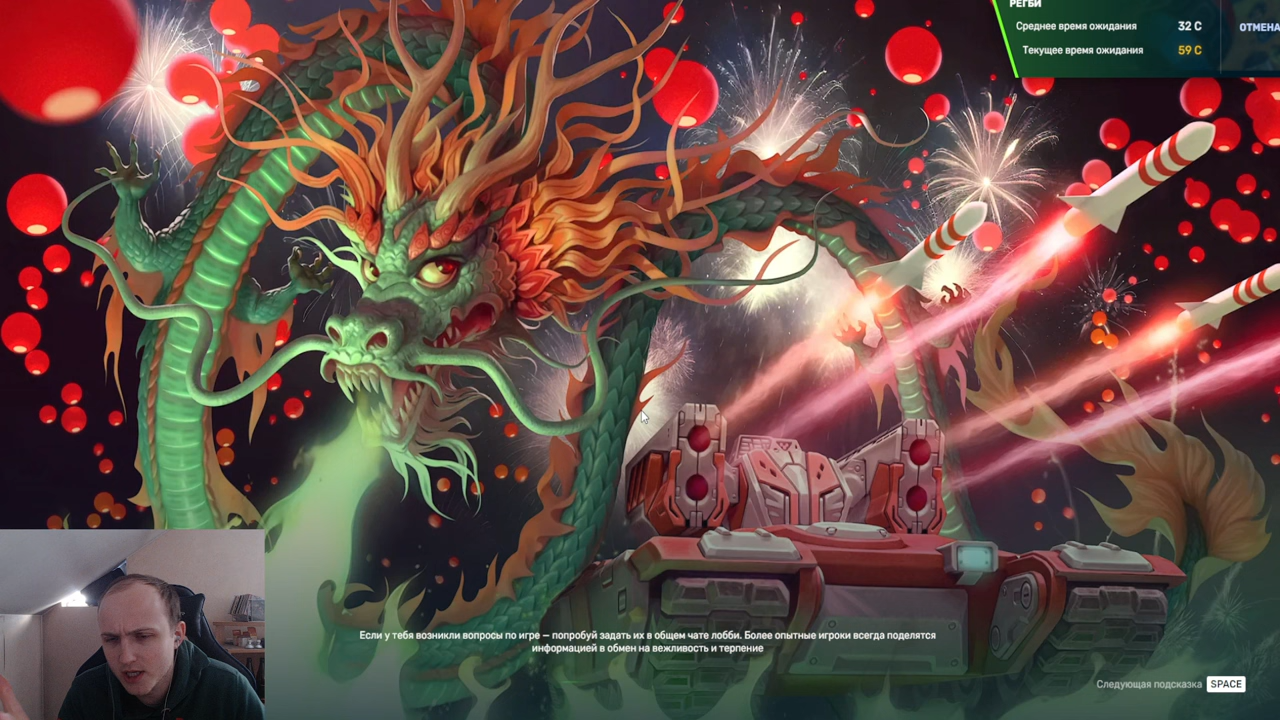 РЕГБИ
Среднее время ожидания 32 С
ОТМЕНА
Текущее время ожидания 59 С
Если у тебя возникли вопросы по игре — попробуй задать их в общем чате лобби. Более опытные игроки всегда поделятся
информацией в обмен на вежливость и терпение
Следующая подсказка SPACE